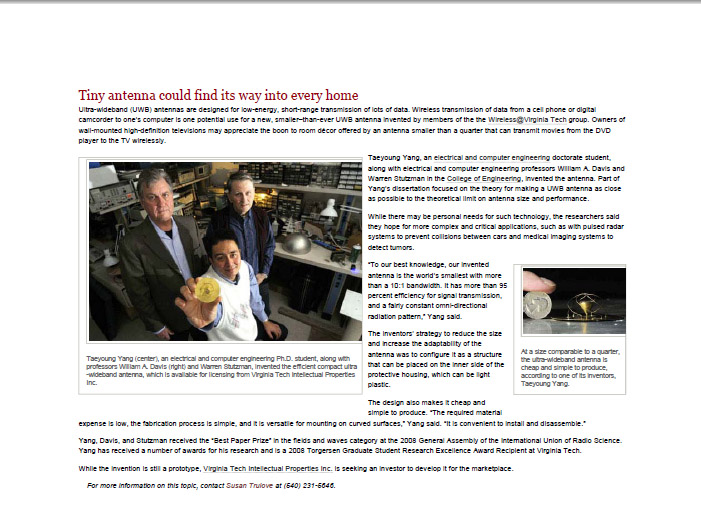 Tiny antenna could find its way into every home
Ultra-wideband (UWB) antennas are designed for low-energy, short-range transmission of lots of data. Wireless transmission of data from a cell phone or digital
camcorder to one's computer is one potential use for a new, smaller-than-ever UWB antenna invented by members of the the Wireless@Virginia Tech group. Owners of
wall-mounted high-definition televisions may appreciate the boon to room décor offered by an antenna smaller than a quarter that can transmit movies from the DVD
player to the TV wirelessly.
Taeyoung Yang, an electrical and computer engineering doctorate student,
along with electrical and computer engineering professors William A. Davis and
Warren Stutzman in the College of Engineering, invented the antenna. Part of
Yang's dissertation focused on the theory for making a UWB antenna as close
as possible to the theoretical limit on antenna size and performance.
While there may be personal needs for such technology, the researchers said
they hope for more complex and critical applications, such as with pulsed radar
systems to prevent collisions between cars and medical imaging systems to
detect tumors.
"To our best knowledge, our invented
antenna is the world's smallest with more
than a 10:1 bandwidth. It has more than 95
percent efficiency for signal transmission,
and a fairly constant omni-directional
radiation pattern," Yang said.
The inventors' strategy to reduce the size
and increase the adaptability of the
antenna was to configure it as a structure
that can be placed on the inner side of the
protective housing, which can be light
plastic.
Taeyoung Yang (center), an electrical and computer engineering Ph.D. student, along with
professors William A. Davis (right) and Warren Stutzman, invented the efficient compact ultra
-wideband antenna, which is available for licensing from Virginia Tech Intellectual Properties
Inc.
At a size comparable to a quarter,
the ultra-wideband antenna is
cheap and simple to produce,
according to one of its inventors,
Taeyoung Yang.
The design also makes it cheap and
simple to produce. "The required material
expense is low, the fabrication process is simple, and it is versatile for mounting on curved surfaces," Yang said. "It is convenient to install and disassemble."
Yang, Davis, and Stutzman received the "Best Paper Prize" in the fields and waves category at the 2008 General Assembly of the International Union of Radio Science.
Yang has received a number of awards for his research and is a 2008 Torgersen Graduate Student Research Excellence Award Recipient at Virginia Tech.
While the invention is still a prototype, Virginia Tech Intellectual Properties Inc. is seeking an investor to develop it for the marketplace.
For more information on this topic, contact Susan Trulove at (540) 231-5646.